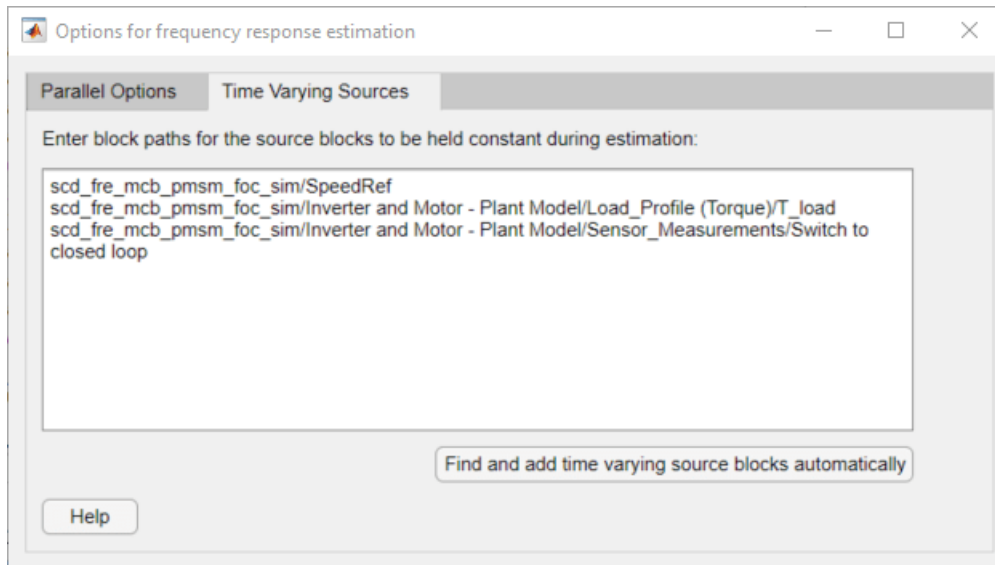 Options for frequency response estimation
Parallel Options
Time Varying Sources
Enter block paths for the source blocks to be held constant during estimation:
scd_fre_mcb_pmsm_foc_sim/SpeedRef
scd_fre_mcb_pmsm_foc_sim/Inverter and Motor - Plant Model/Load_Profile (Torque)/T_load
scd_fre_mcb_pmsm_foc_sim/Inverter and Motor - Plant Model/Sensor_Measurements/Switch to
closed loop
Find and add time varying source blocks automatically
Help